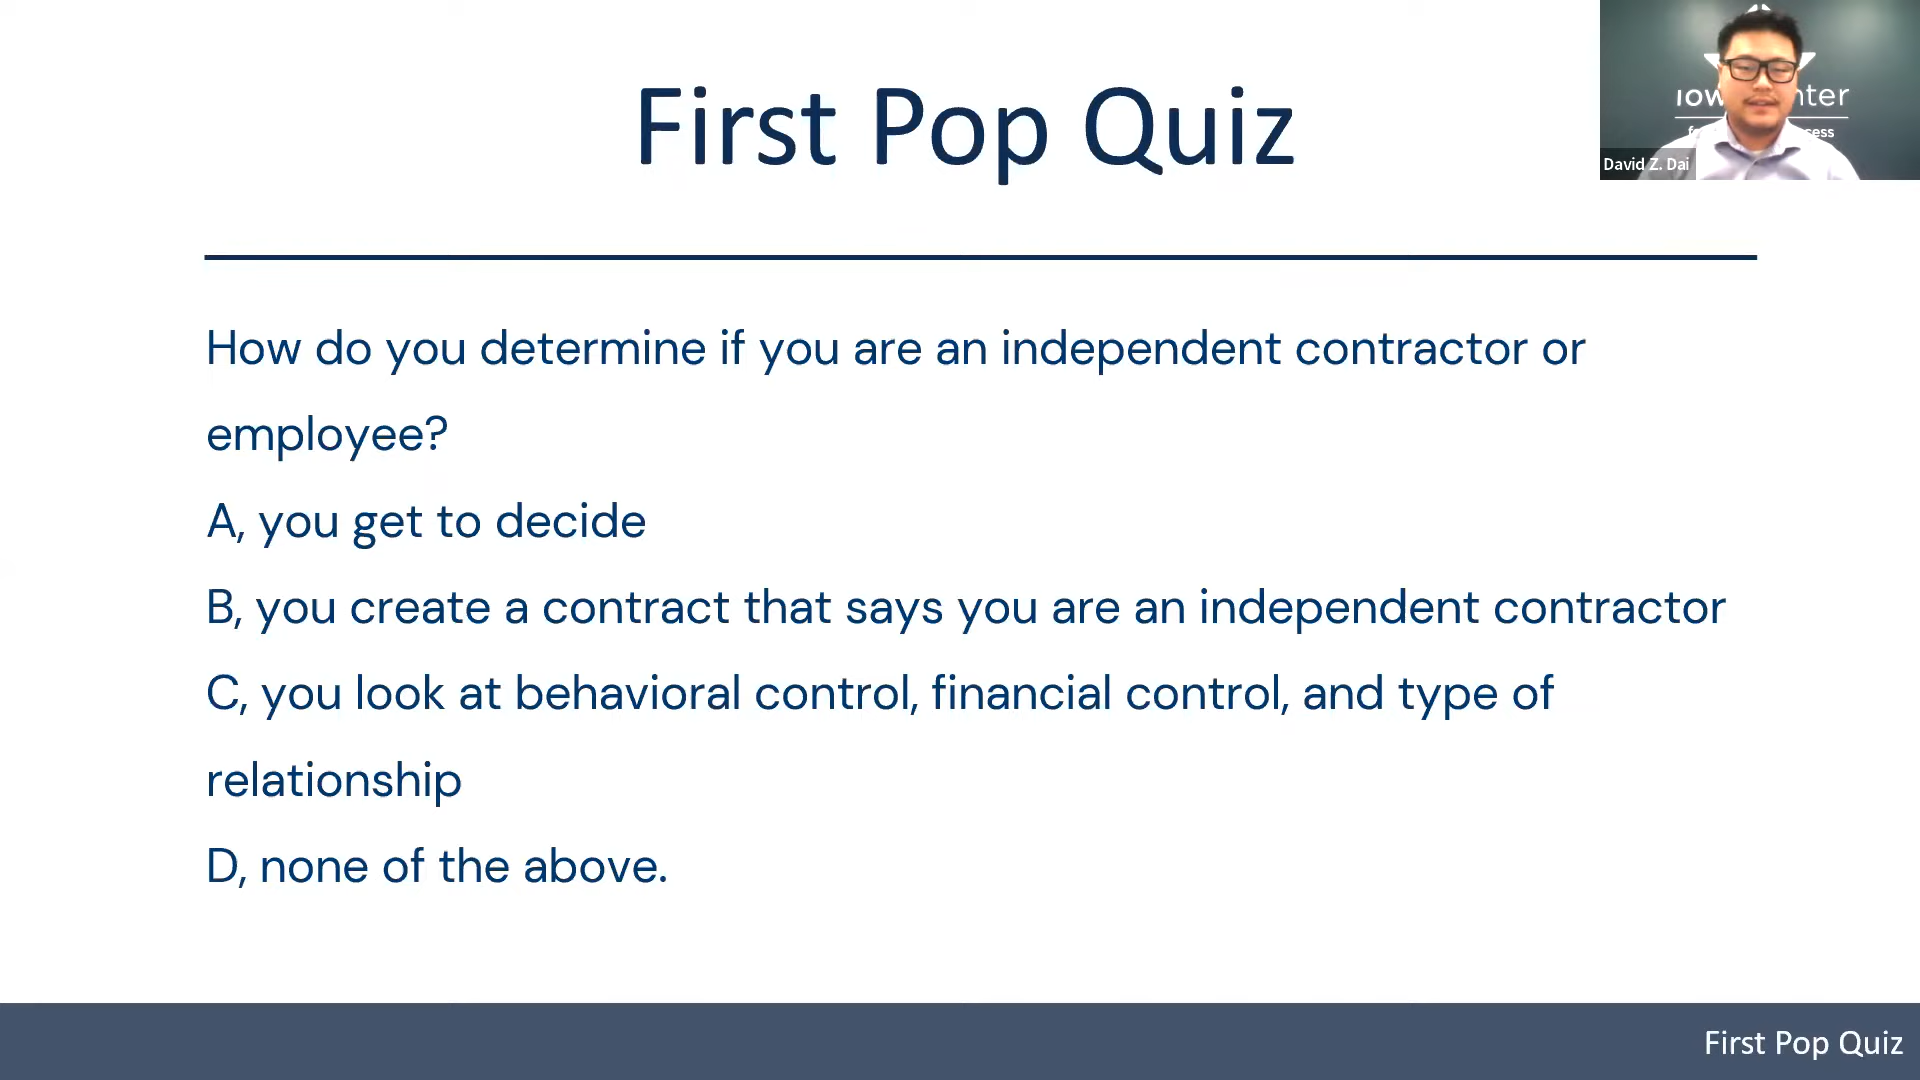 First Pop Quiz
David Z. Dai
How do you determine if you are an independent contractor or
employee?
A, you get to decide
B, you create a contract that says you are an independent contractor
C, you look at behavioral control, financial control, and type of
relationship
D, none of the above.
First Pop Quiz